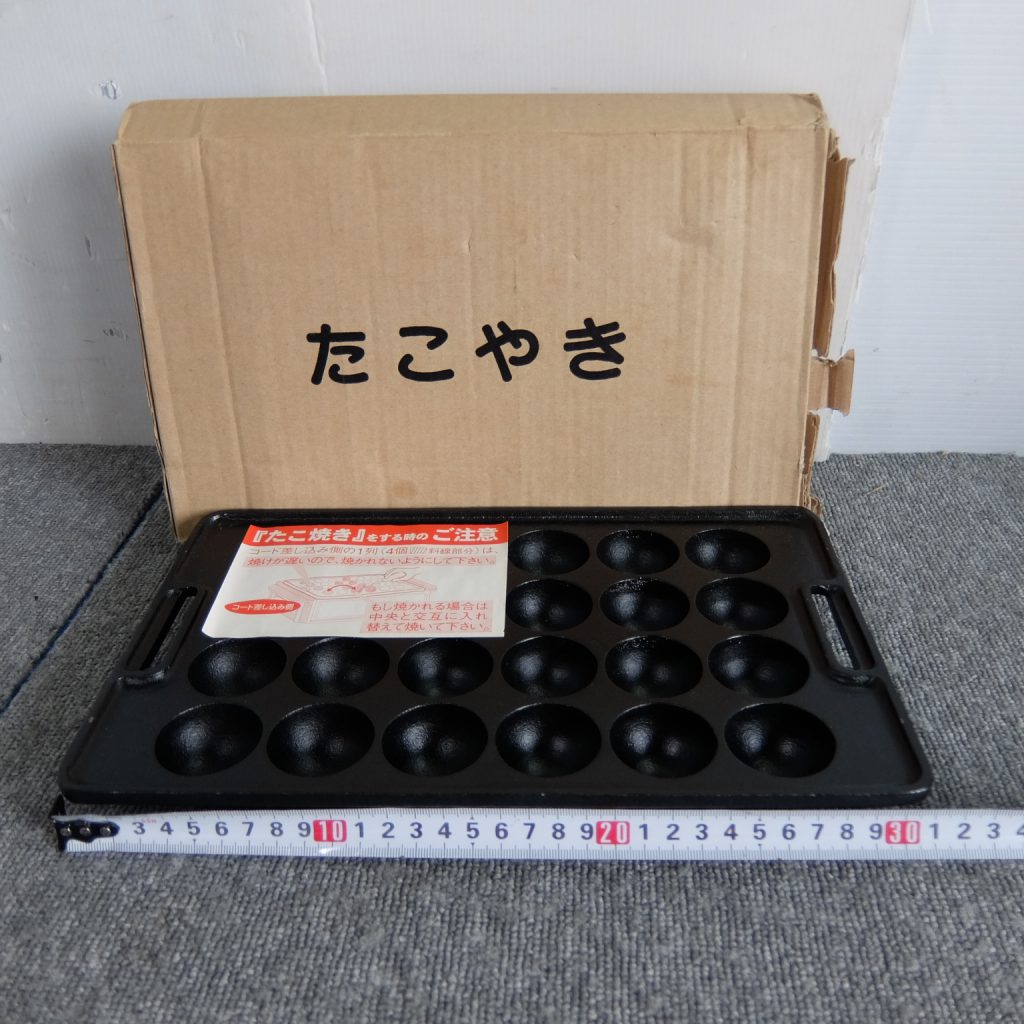 たこやき
『たこ焼き』をする時のご注意
コード差し込み側の1列(4個 斜線部分)は、
焼けが遅いので、焼かれないようにして下さい。
コード差し込み側
もし焼かれる場合は
中央と交互に入れ
替えて焼いて下さい。
3 4 5 6 7 8 9 10 1 2 3 4 5 6 7 8 9 20 1 2 3 4 5 6 7 8 9 30 1 2 3 4